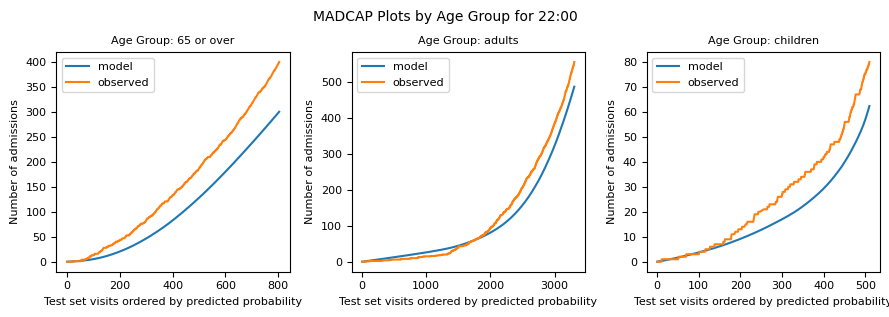 MADCAP Plots by Age Group for 22:00
Age Group: 65 or over
model
observed
Number of admissions
400
350
300
250
200
150
100
50
0
0 200 400 600 800
Test set visits ordered by predicted probability
Age Group: adults
model
observed
Number of admissions
500
400
300
200
100
0
0 1000 2000 3000
Test set visits ordered by predicted probability
Age Group: children
model
observed
Number of admissions
80
70
60
50
40
30
20
10
0
0 100 200 300 400 500
Test set visits ordered by predicted probability